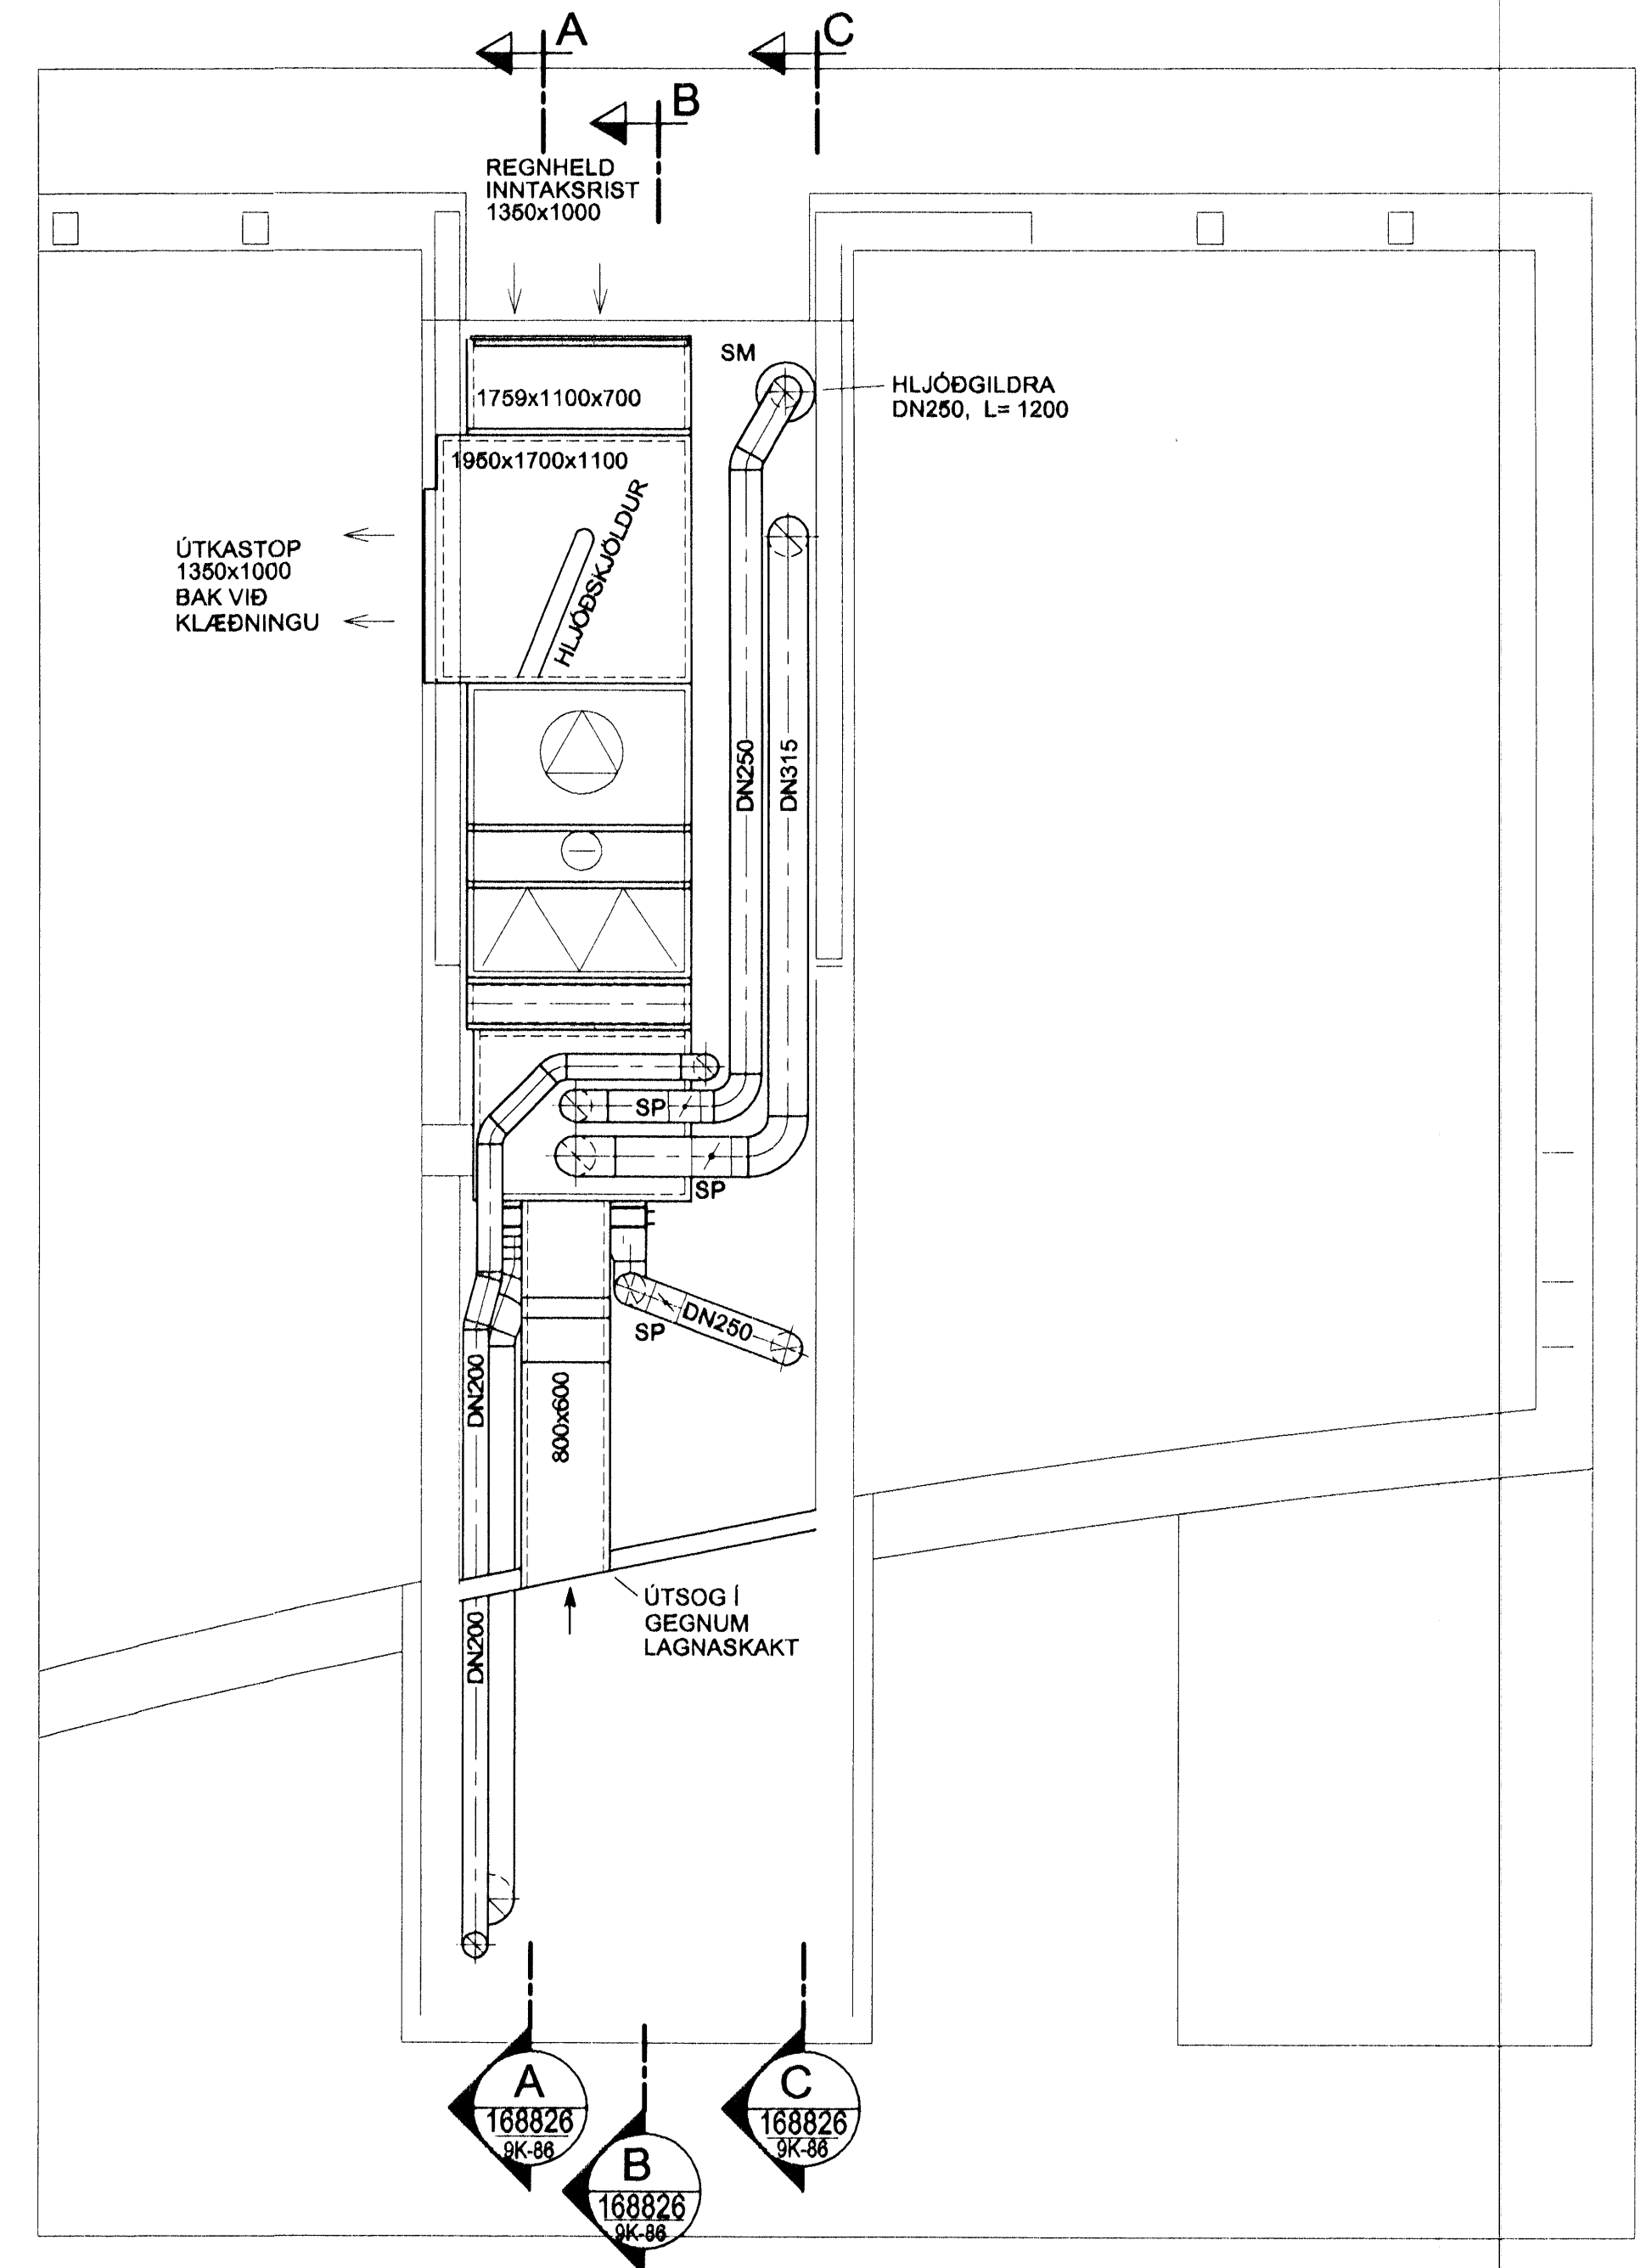 A
C
B
REGNHELD
INNTAKSRIST
1350x1000
SM
1759x1100x700
HLJÓÐGILDRA
DN250, L= 1200
1950x1700x1100
HLJÓÐSKJÖLDUR
ÚTKASTOP
1350x1000
BAK VIÐ
KLÆÐNINGU
DN250
DN315
SP
SP
DN250
SP
DN200
800x600
ÚTSOG Í
GEGNUM
LAGNASKAKT
DN200
A
168826
9K-86
C
168826
9K-86
B
168826
9K-86